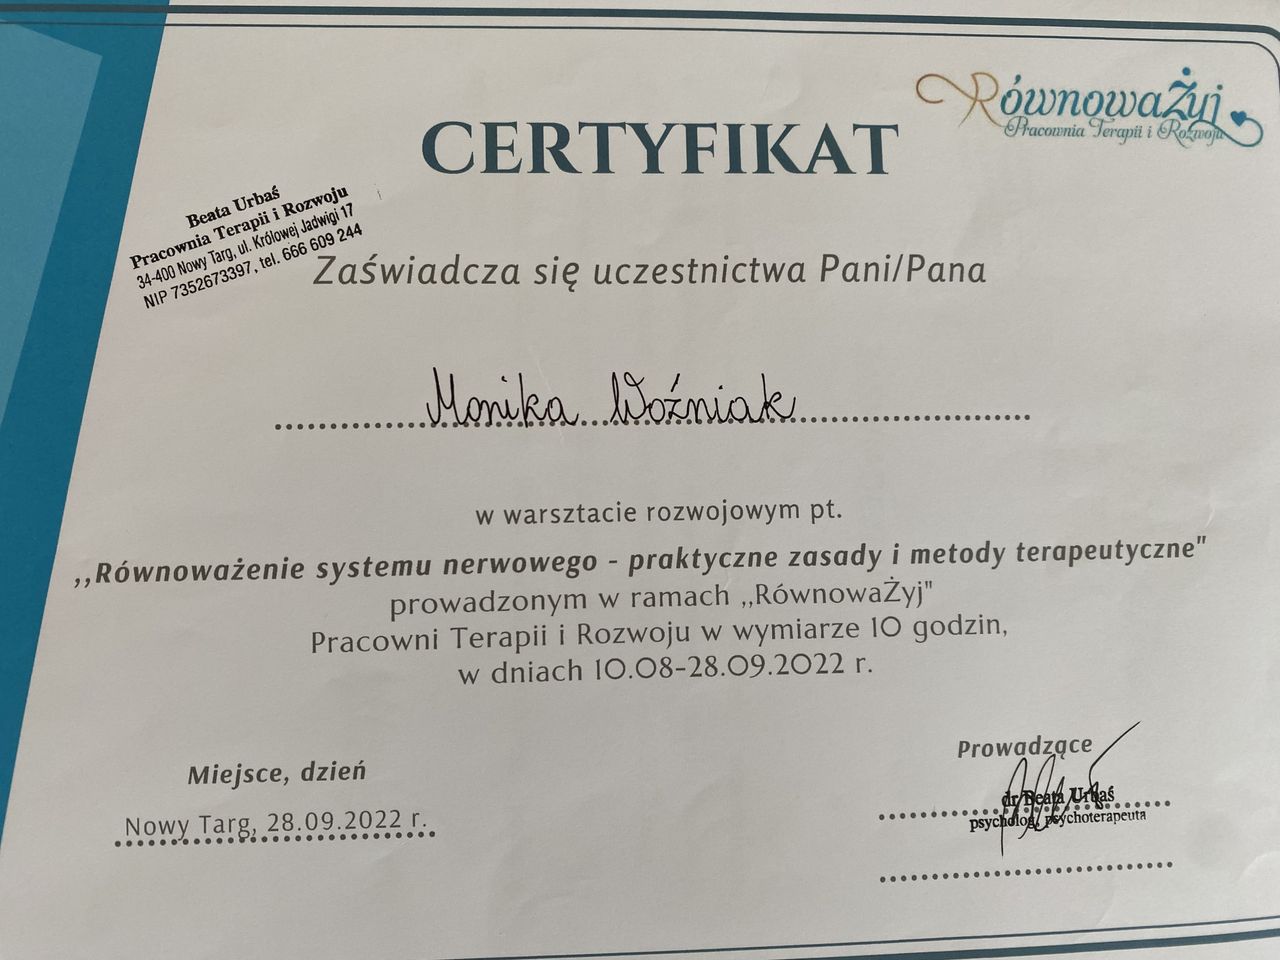 RównoważŻyj
Pracownia Terapii i Rozwoju
CERTYFIKAT
Beata Urbaś
Pracownia Terapii i Rozwoju
34-400 Nowy Targ, ul. Królowej Jadwigi 17
NIP 7352673397, tel. 666 609 244
Zaświadcza się uczestnictwa Pani/Pana
Monika Woźniak
w warsztacie rozwojowym pt.
,,Równoważenie systemu nerwowego - praktyczne zasady i metody terapeutyczne"
prowadzonym w ramach ,,RównowaŻyj"
Pracowni Terapii i Rozwoju w wymiarze 10 godzin,
w dniach 10.08-28.09.2022 r.
Miejsce, dzień
Nowy Targ, 28.09.2022 r.
Prowadzące
dr Beata Urbaś
psycholog, psychoterapeuta